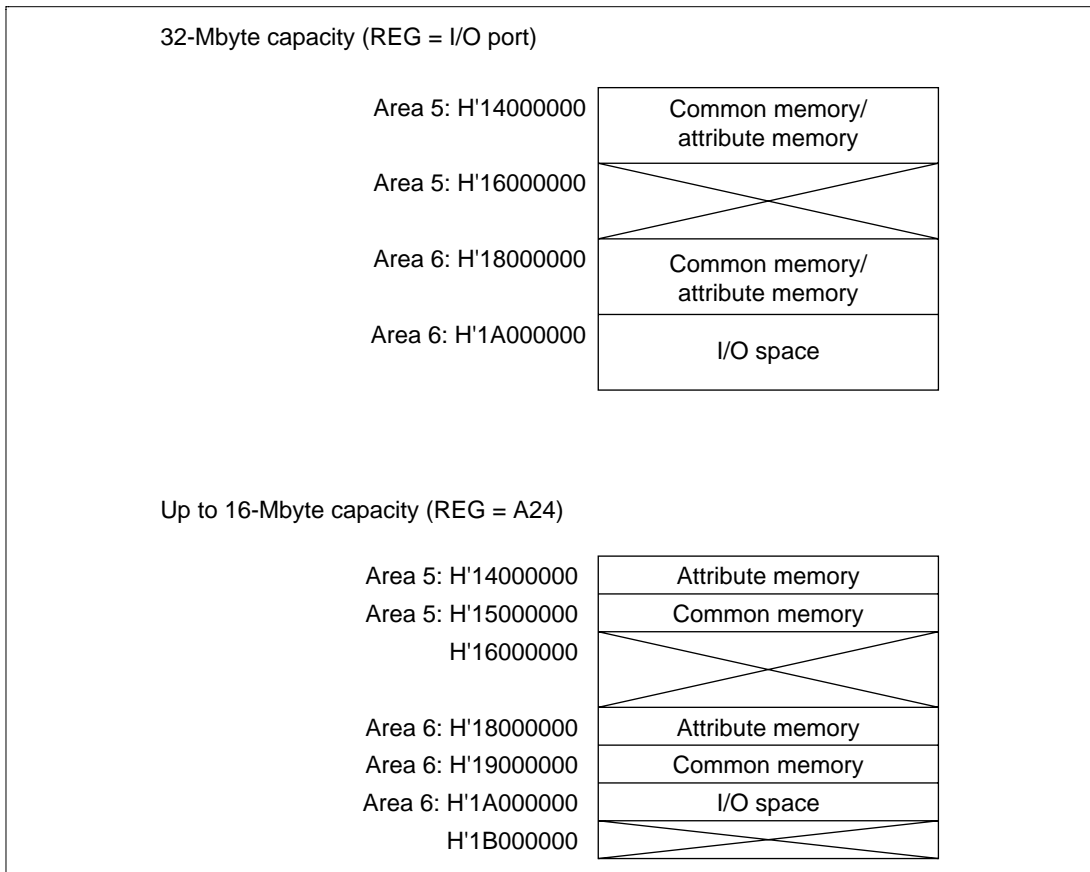 32-Mbyte capacity (REG = I/O port)
Area 5: H'14000000
Common memory/
attribute memory
Area 5: H'16000000
Area 6: H'18000000
Common memory/
attribute memory
Area 6: H'1A000000
I/O space
Up to 16-Mbyte capacity (REG = A24)
Area 5: H'14000000 Attribute memory
Area 5: H'15000000 Common memory
H'16000000
Area 6: H'18000000 Attribute memory
Area 6: H'19000000 Common memory
Area 6: H'1A000000 I/O space
H'1B000000